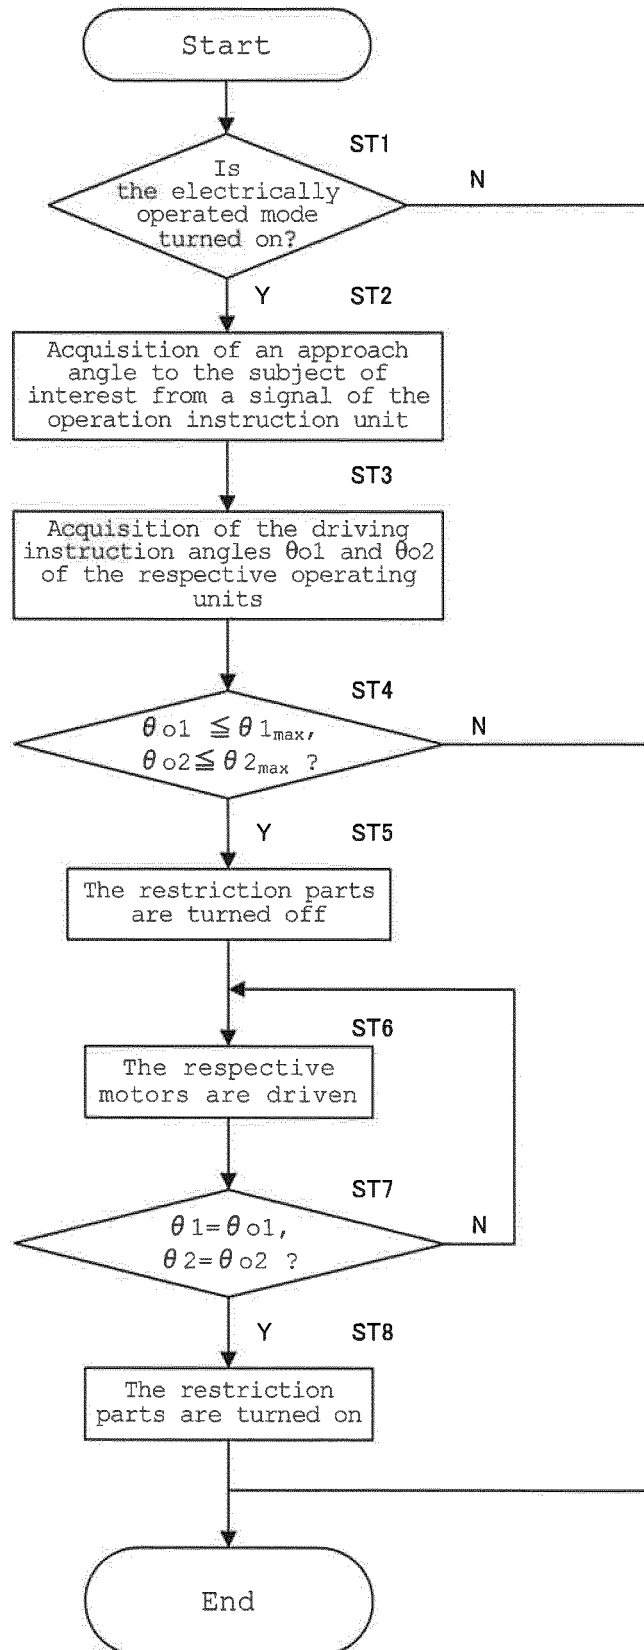 Start
ST1
Is
the electrically
operated mode
turned on?
N
Y
ST2
Acquisition of an approach
angle to the subject of
interest from a signal of the
operation instruction unit
ST3
Acquisition of the driving
instruction angles θo1 and θo2
of the respective operating
units
ST4
θo1 ≦ θ1max,
θo2≦ θ2max ?
N
Y
ST5
The restriction parts
are turned off
ST6
The respective
motors are driven
ST7
θ1=θo1,
θ2=θo2 ?
N
Y
ST8
The restriction
parts are turned on
End